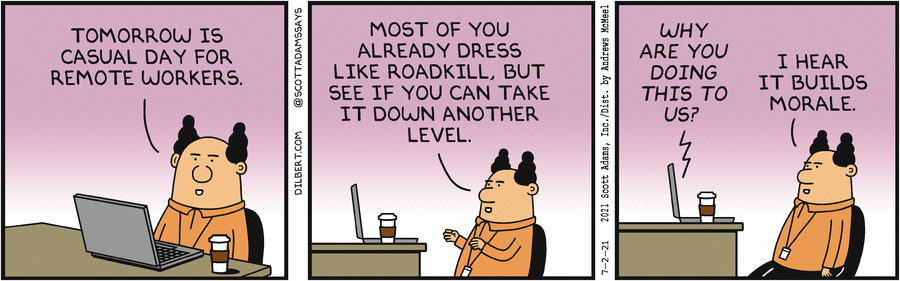 TOMORROW IS
CASUAL DAY FOR
REMOTE WORKERS.
DILBERT.COM @SCOTTADAMSSAYS
MOST OF YOU
ALREADY DRESS
LIKE ROADKILL, BUT
SEE IF YOU CAN TAKE
IT DOWN ANOTHER
LEVEL.
7-2-21 2021 Scott Adams, Inc./Dist. by Andrews McMeel
WHY
ARE YOU
DOING
THIS TO
US?
I HEAR
IT BUILDS
MORALE.